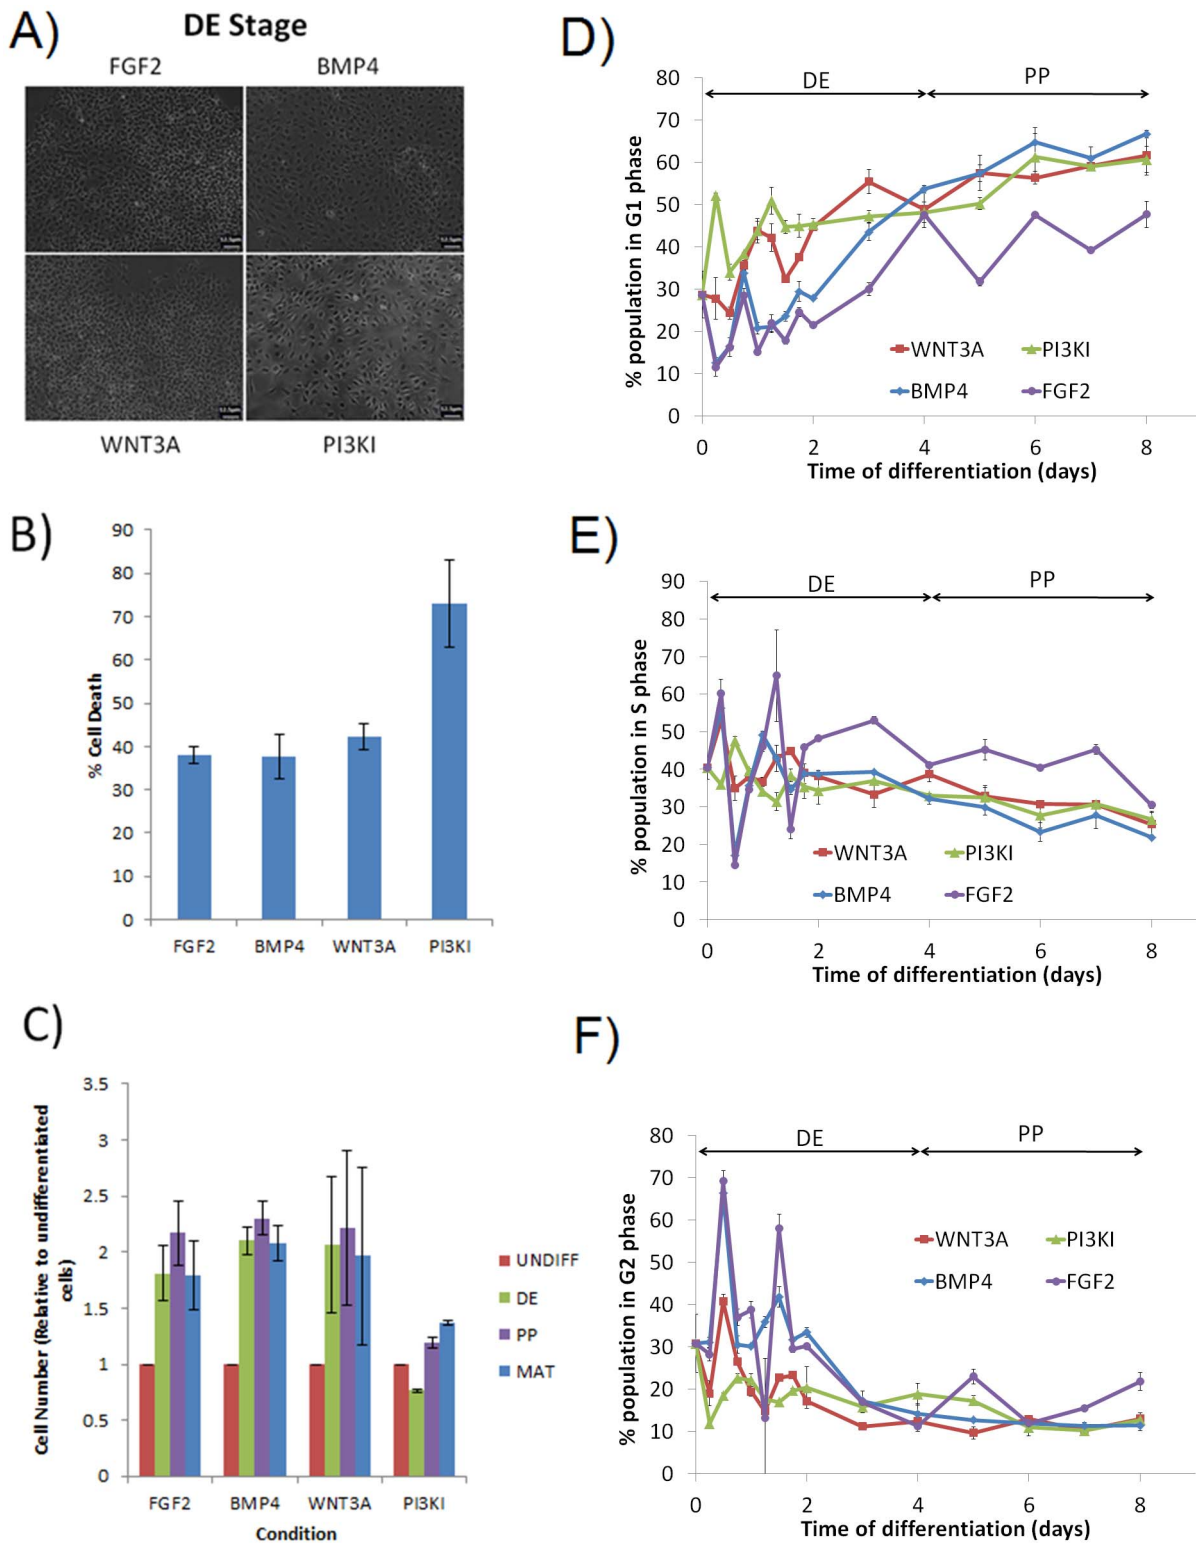 A)
DE Stage
FGF2
BMP4
WNT3A
PI3KI
B)
% Cell Death
90
80
70
60
50
40
30
20
10
0
FGF2
BMP4
WNT3A
PI3KI
C)
Cell Number (Relative to undifferentiated
cells)
3.5
3
2.5
2
1.5
1
0.5
0
FGF2
BMP4
WNT3A
PI3KI
Condition
UNDIFF
DE
PP
MAT
D)
% population in G1 phase
80
70
60
50
40
30
20
10
0
DE
PP
WNT3A
PI3KI
BMP4
FGF2
0
2
4
6
8
Time of differentiation (days)
E)
% population in S phase
90
80
70
60
50
40
30
20
10
0
DE
PP
WNT3A
PI3KI
BMP4
FGF2
0
2
4
6
8
Time of differentiation (days)
F)
% population in G2 phase
80
70
60
50
40
30
20
10
0
DE
PP
WNT3A
PI3KI
BMP4
FGF2
0
2
4
6
8
Time of differentiation (days)